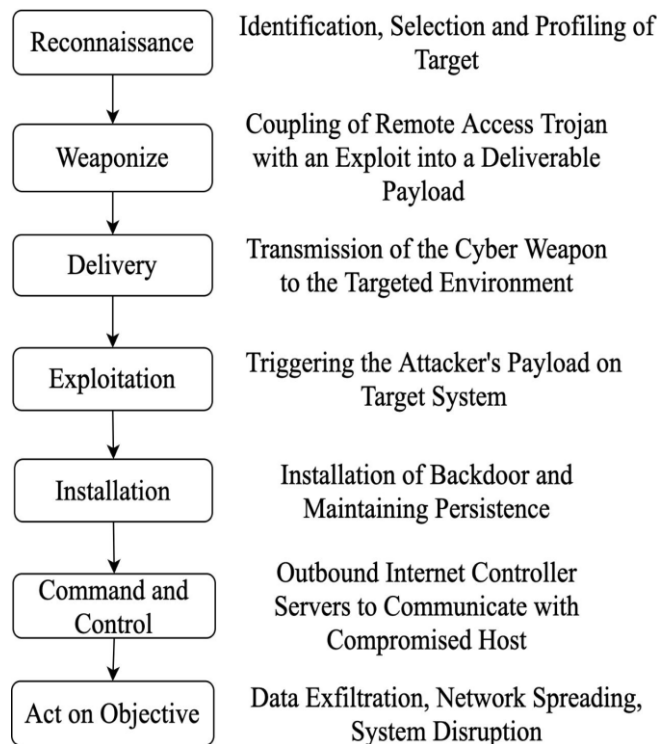 Reconnaissance
Identification, Selection and Profiling of
Target
Weaponize
Coupling of Remote Access Trojan
with an Exploit into a Deliverable
Payload
Delivery
Transmission of the Cyber Weapon
to the Targeted Environment
Exploitation
Triggering the Attacker's Payload on
Target System
Installation
Installation of Backdoor and
Maintaining Persistence
Command and
Control
Outbound Internet Controller
Servers to Communicate with
Compromised Host
Act on Objective
Data Exfiltration, Network Spreading,
System Disruption